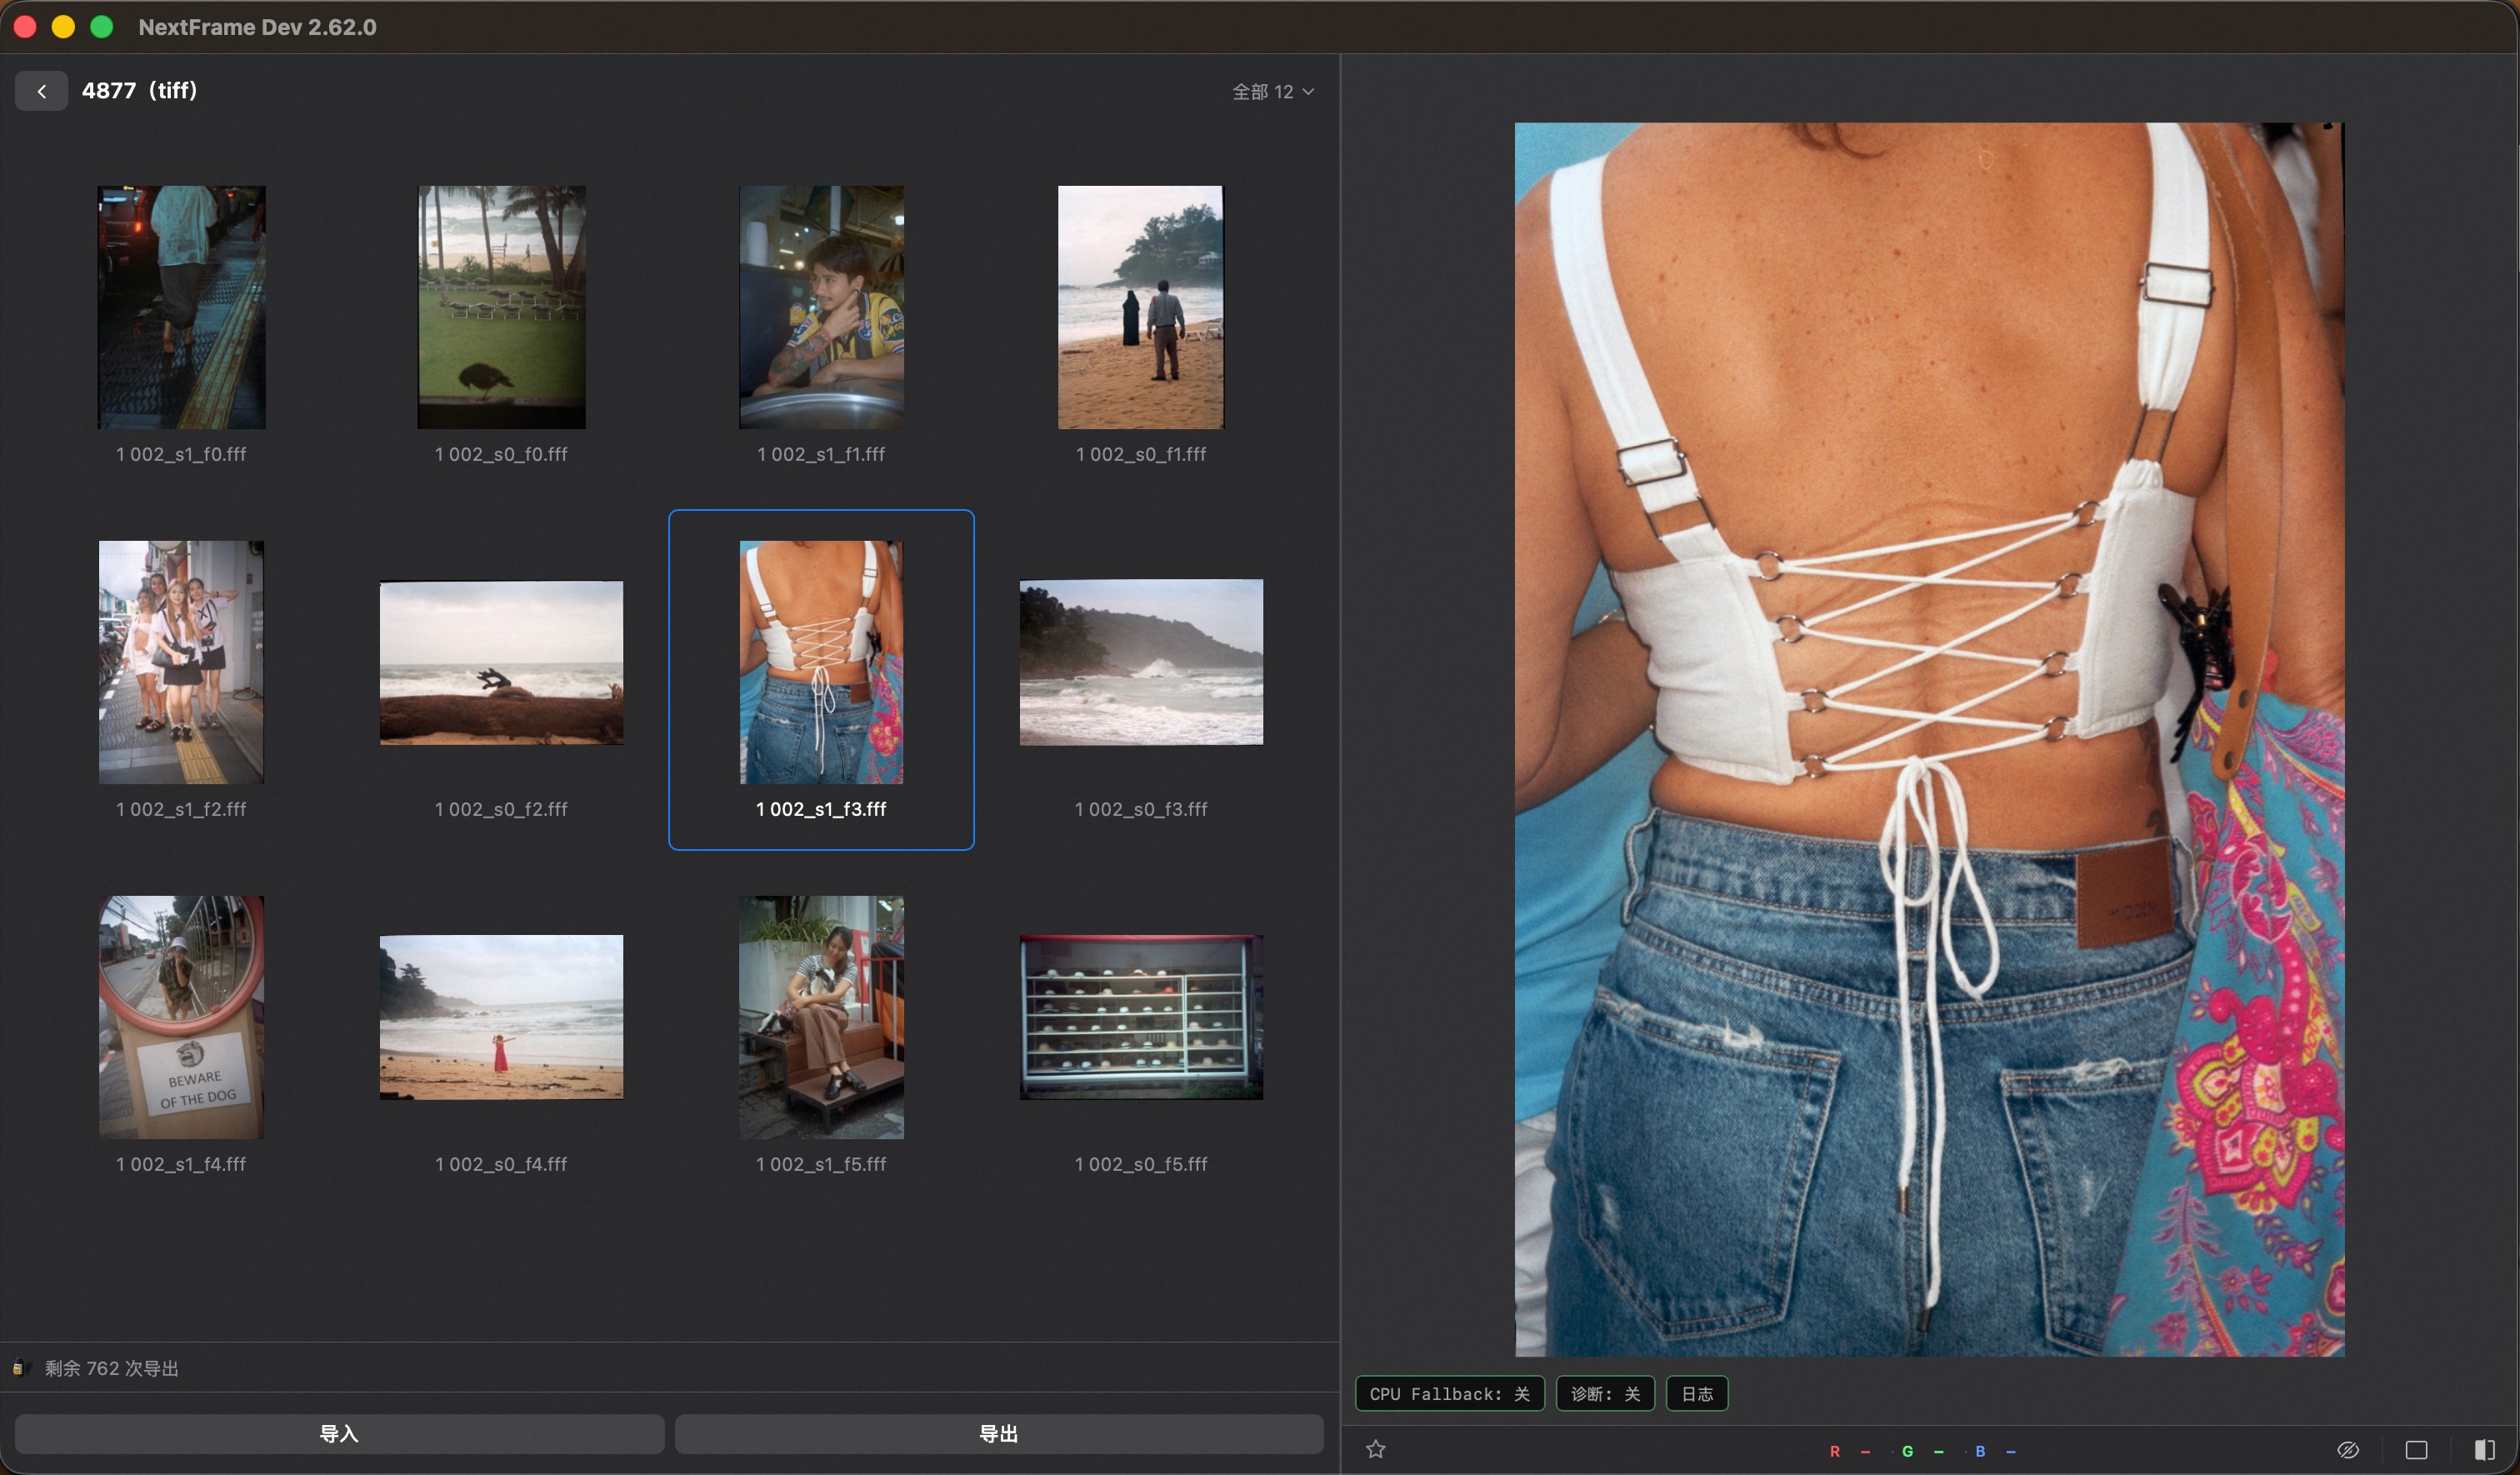 NextFrame Dev 2.62.0
4877 (tiff)
全部 12
1 002_s1_f0.fff
1 002_s0_f0.fff
1 002_s1_f1.fff
1 002_s0_f1.fff
1 002_s1_f2.fff
1 002_s0_f2.fff
1 002_s1_f3.fff
1 002_s0_f3.fff
BEWARE
OF THE DOG
1 002_s1_f4.fff
1 002_s0_f4.fff
1 002_s1_f5.fff
1 002_s0_f5.fff
剩余 762 次导出
导入
导出
CPU Fallback: 关
诊断: 关
日志
R – · G – · B –